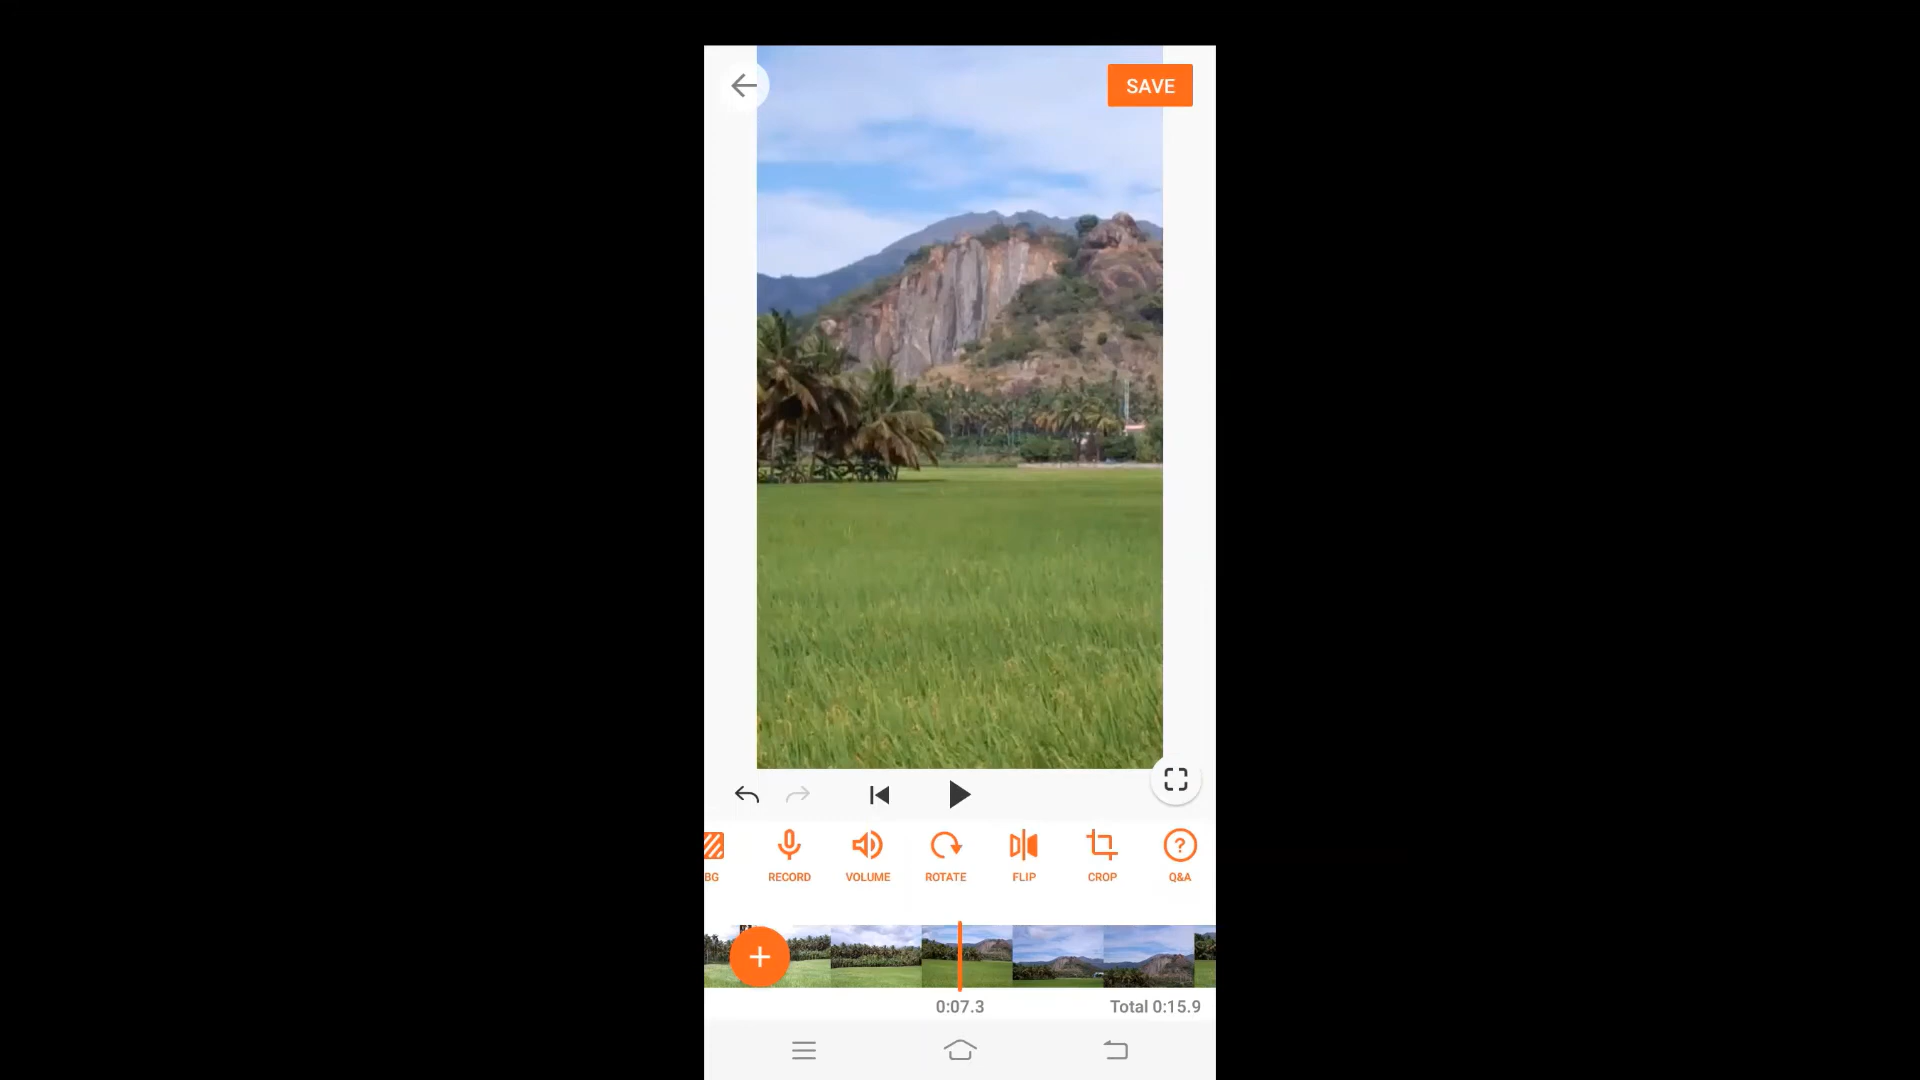 SAVE
BG
RECORD
VOLUME
ROTATE
FLIP
CROP
?
Q&A
+
0:07.3
Total 0:15.9